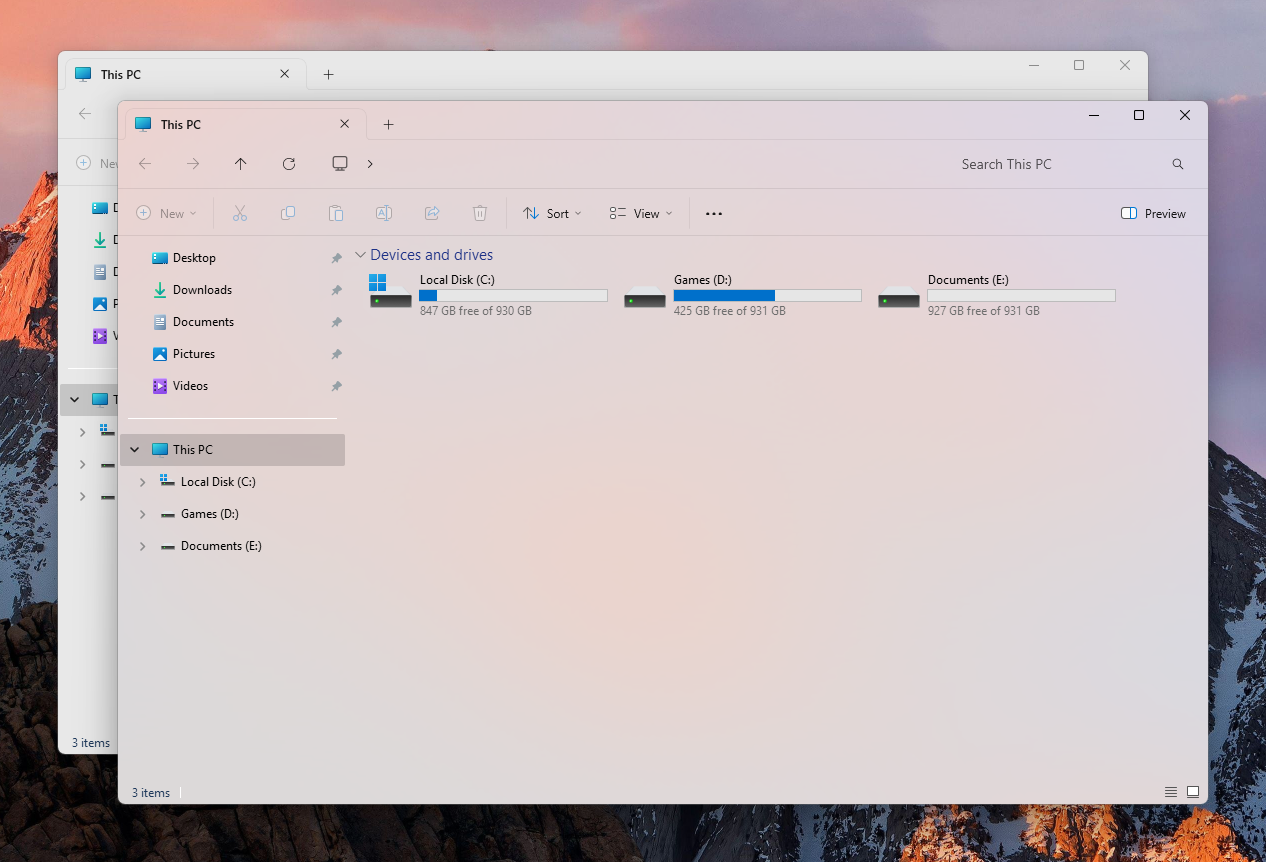 This PC
New
3 items
This PC
Search This PC
New
Sort
View
Preview
Desktop
Downloads
Documents
Pictures
Videos
This PC
Local Disk (C:)
Games (D:)
Documents (E:)
Devices and drives
Local Disk (C:)
847 GB free of 930 GB
Games (D:)
425 GB free of 931 GB
Documents (E:)
927 GB free of 931 GB
3 items